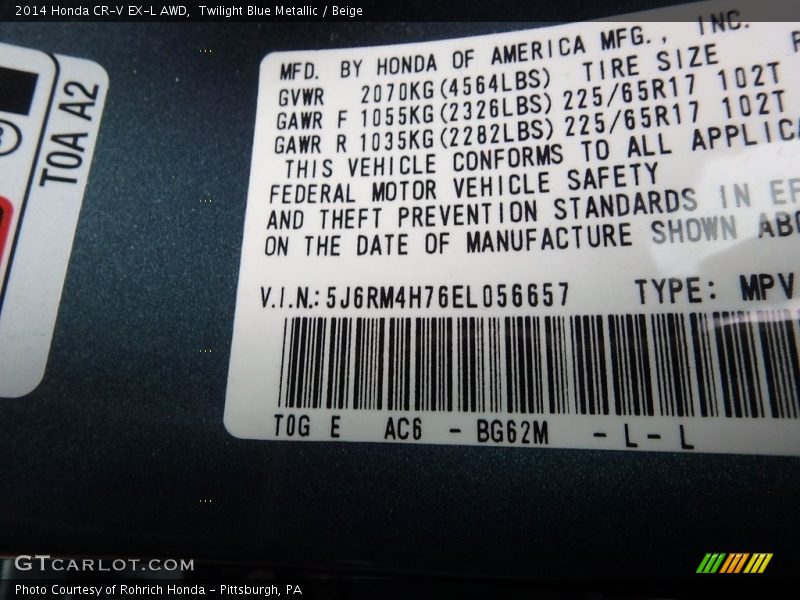 2014 Honda CR-V EX-L AWD,  Twilight Blue Metallic / Beige
MFD. BY HONDA OF AMERICA MFG., INC.
GVWR 2070KG(4564LBS) TIRE SIZE
GAWR F 1055KG(2326LBS) 225/65R17 102T
GAWR R 1035KG(2282LBS) 225/65R17 102T
THIS VEHICLE CONFORMS TO ALL APPLICA
FEDERAL MOTOR VEHICLE SAFETY
AND THEFT PREVENTION STANDARDS IN EF
ON THE DATE OF MANUFACTURE SHOWN ABO
V.I.N.: 5J6RM4H76EL056657 TYPE: MPV
T0G E AC6 - BG62M - L - L
T0A A2
GTCARLOT.COM
Photo Courtesy of Rohrich Honda - Pittsburgh, PA